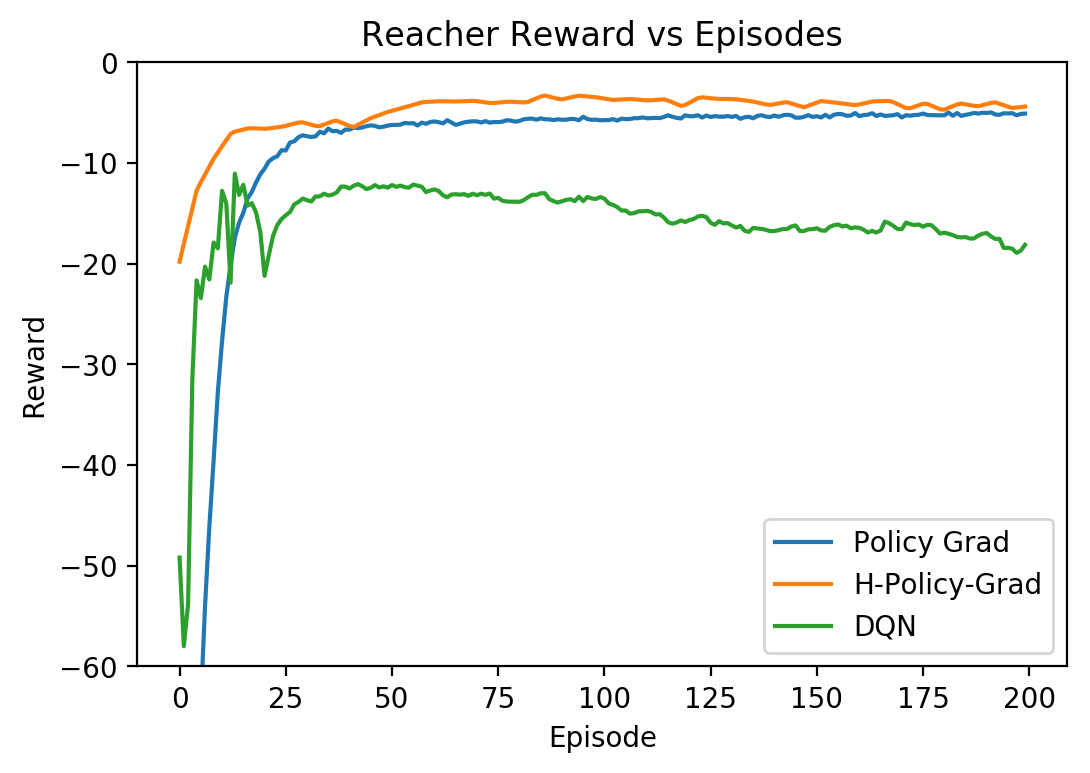 Reacher Reward vs Episodes
0
−10
−20
−30
−40
−50
−60
Reward
0 25 50 75 100 125 150 175 200
Episode
Policy Grad
H-Policy-Grad
DQN